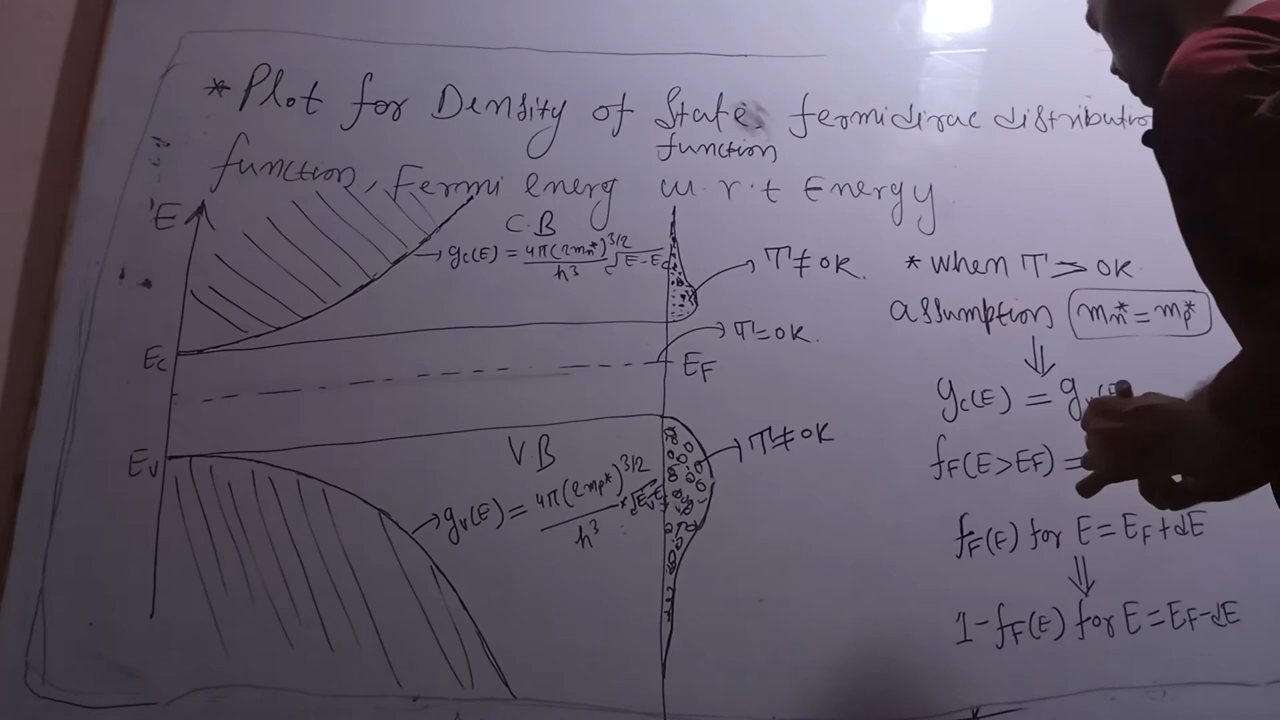 * Plot for Density of State fermidirac distributio
function
function, Fermi energy w.r.t Energy
E
C.B
→ gc(E) = 4π(2mn*)^3/2 / h³ √E-Ec
T≠0K.
* when T > 0K
assumption mn* = mp*
T=0K.
⇓
Ec
EF
gc(E) = gv(E
VB
T≠0K
fF(E>EF) =
Ev
→ gv(E) = 4π(2mp*)^3/2 / h³ * √Ev-E
fF(E) for E = EF+dE
⇓
1-fF(E) for E = EF-dE